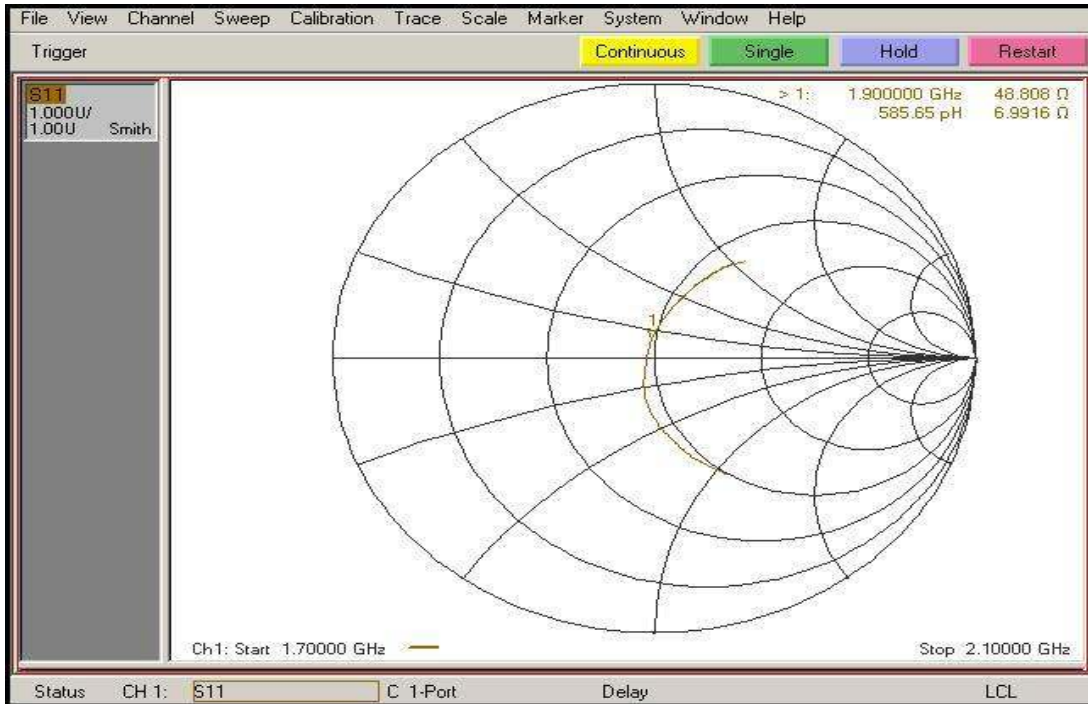 File View Channel Sweep Calibration Trace Scale Marker System Window Help
Trigger Continuous Single Hold Restart
S11
1.000U/
1.00U Smith
> 1: 1.900000 GHz 48.808 Ω
585.65 pH 6.9916 Ω
1
Ch1: Start 1.70000 GHz Stop 2.10000 GHz
Status CH 1: S11 C 1-Port Delay LCL